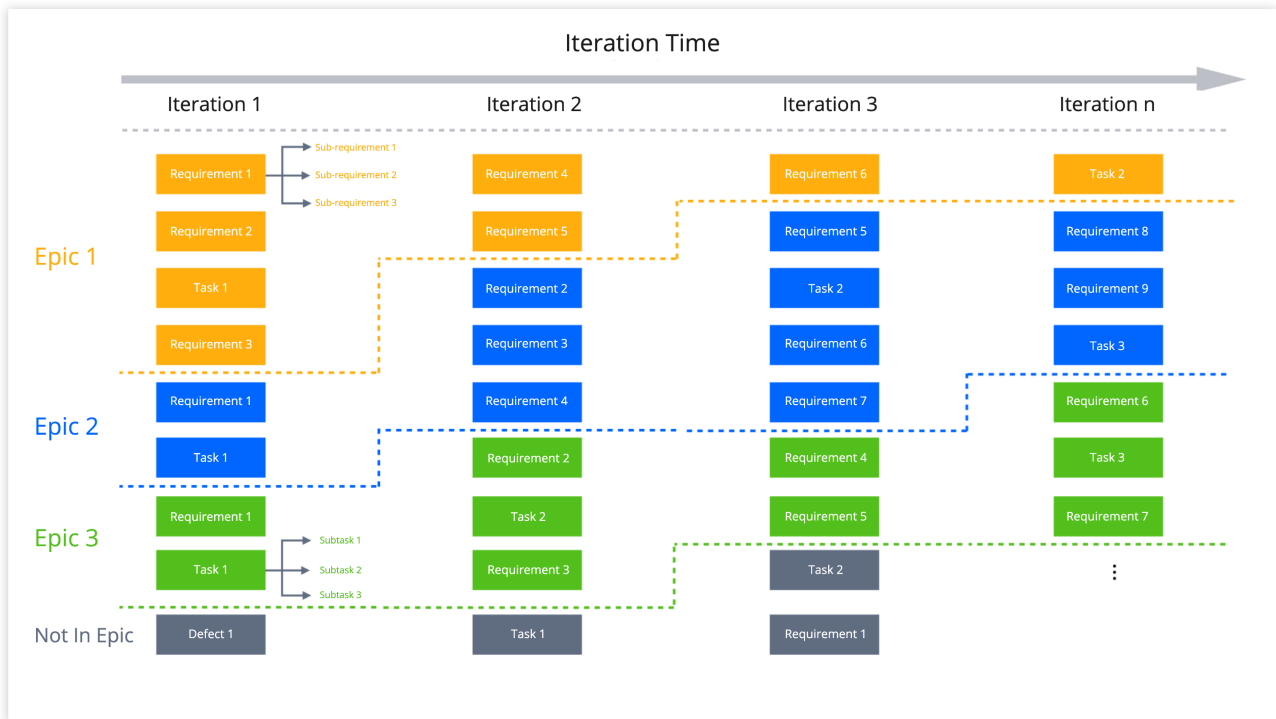 Iteration Time
Iteration 1 Iteration 2 Iteration 3 Iteration n
Sub-requirement 1
Requirement 1 Sub-requirement 2 Requirement 4 Requirement 6 Task 2
Sub-requirement 3
Requirement 2 Requirement 5 Requirement 5 Requirement 8
Epic 1
Task 1 Requirement 2 Task 2 Requirement 9
Requirement 3 Requirement 3 Requirement 6 Task 3
Requirement 1 Requirement 4 Requirement 7 Requirement 6
Epic 2
Task 1 Requirement 2 Requirement 4 Task 3
Requirement 1 Task 2 Requirement 5 Requirement 7
Epic 3
Subtask 1
Task 1 Subtask 2 Requirement 3 Task 2
Subtask 3
Not In Epic Defect 1 Task 1 Requirement 1